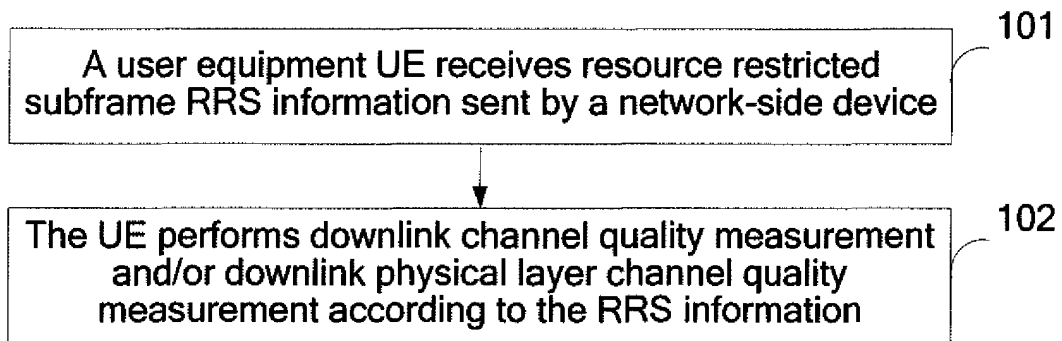 101
A user equipment UE receives resource restricted
subframe RRS information sent by a network-side device
102
The UE performs downlink channel quality measurement
and/or downlink physical layer channel quality
measurement according to the RRS information